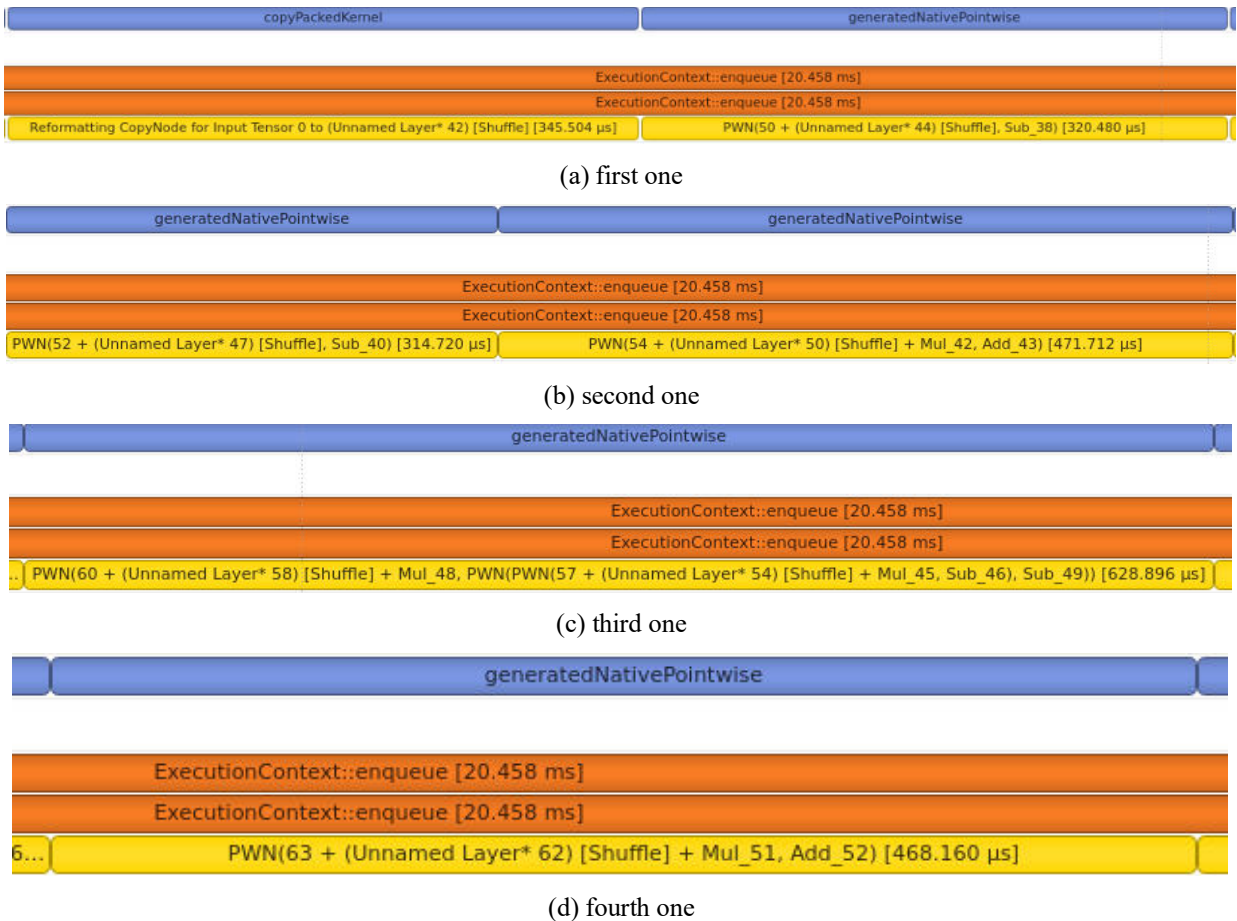 copyPackedKernel generatedNativePointwise
ExecutionContext::enqueue [20.458 ms]
ExecutionContext::enqueue [20.458 ms]
Reformatting CopyNode for Input Tensor 0 to (Unnamed Layer* 42) [Shuffle] [345.504 μs] PWN(50 + (Unnamed Layer* 44) [Shuffle], Sub_38) [320.480 μs]
(a) first one
generatedNativePointwise generatedNativePointwise
ExecutionContext::enqueue [20.458 ms]
ExecutionContext::enqueue [20.458 ms]
PWN(52 + (Unnamed Layer* 47) [Shuffle], Sub_40) [314.720 μs] PWN(54 + (Unnamed Layer* 50) [Shuffle] + Mul_42, Add_43) [471.712 μs]
(b) second one
generatedNativePointwise
ExecutionContext::enqueue [20.458 ms]
ExecutionContext::enqueue [20.458 ms]
... PWN(60 + (Unnamed Layer* 58) [Shuffle] + Mul_48, PWN(PWN(57 + (Unnamed Layer* 54) [Shuffle] + Mul_45, Sub_46), Sub_49)) [628.896 μs]
(c) third one
generatedNativePointwise
ExecutionContext::enqueue [20.458 ms]
ExecutionContext::enqueue [20.458 ms]
6... PWN(63 + (Unnamed Layer* 62) [Shuffle] + Mul_51, Add_52) [468.160 μs]
(d) fourth one